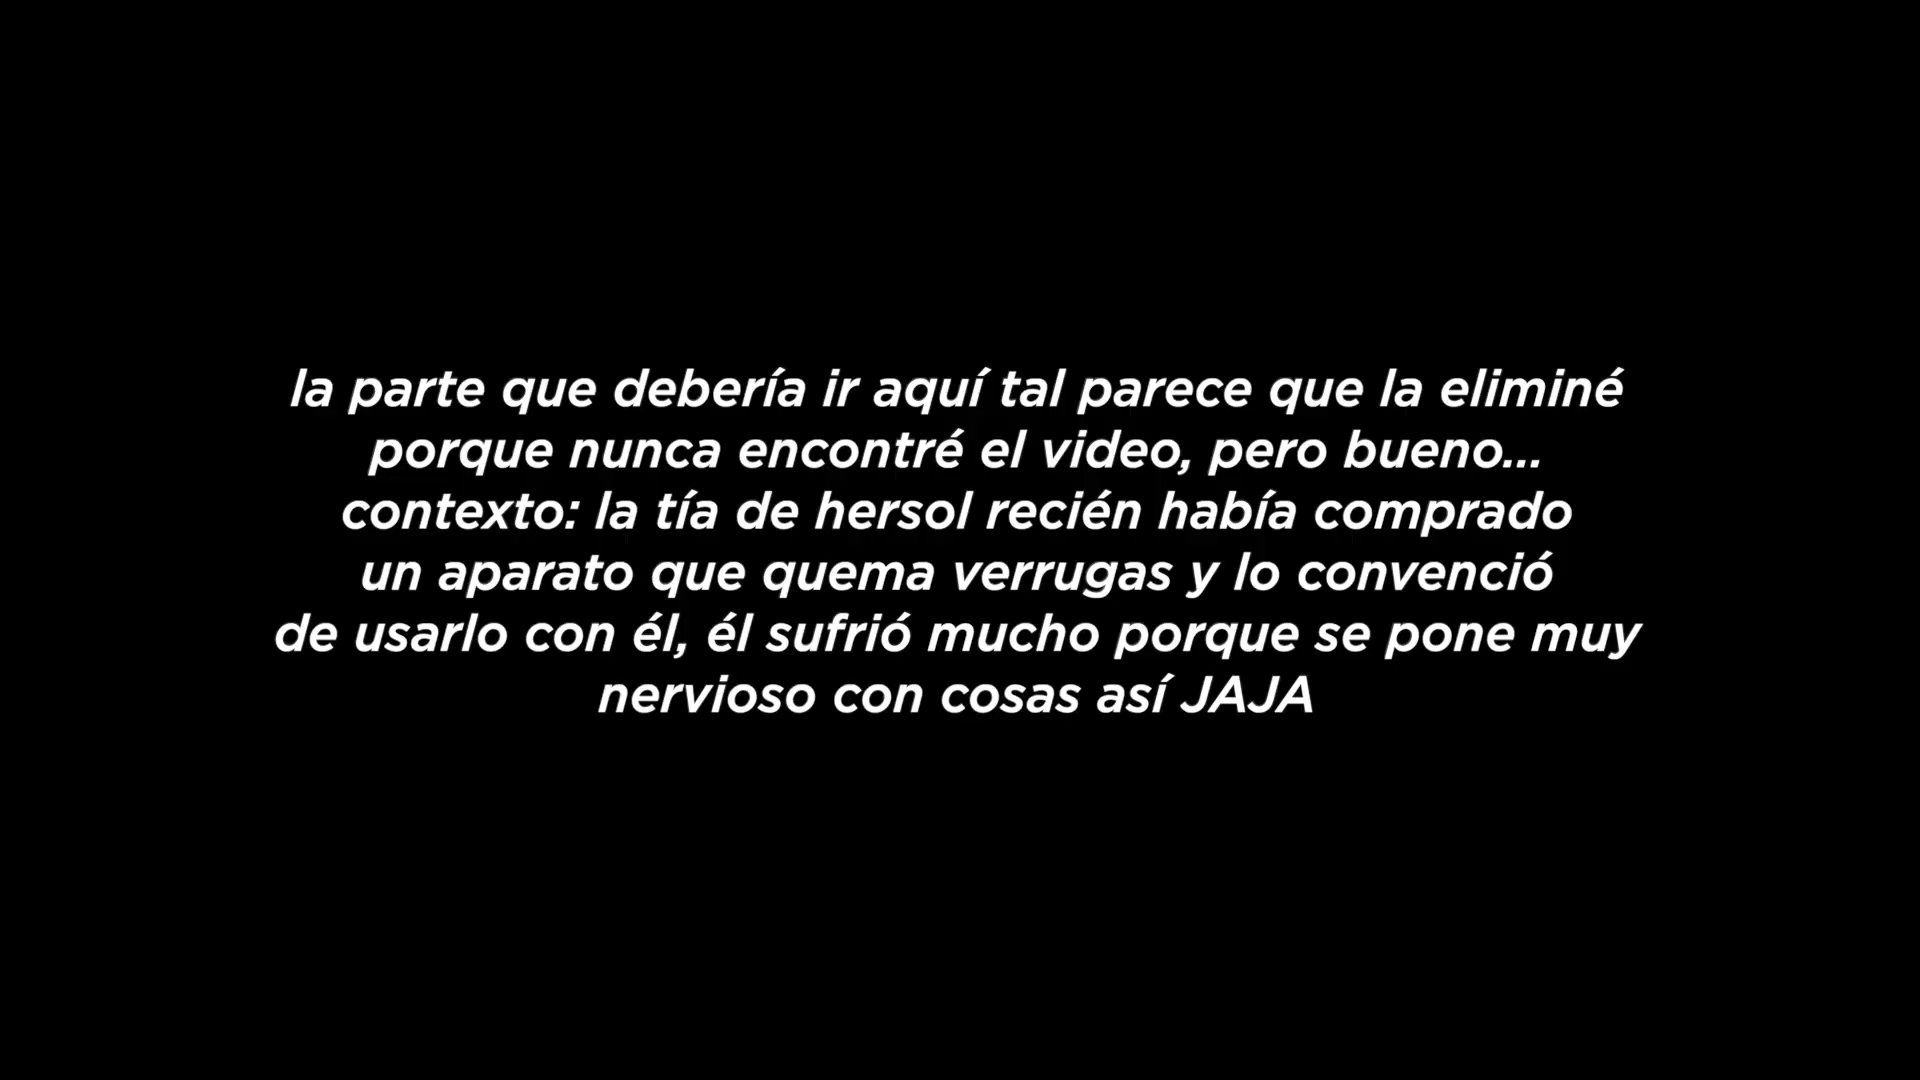 la parte que debería ir aquí tal parece que la eliminé
porque nunca encontré el video, pero bueno...
contexto: la tía de hersol recién había comprado
un aparato que quema verrugas y lo convenció
de usarlo con él, él sufrió mucho porque se pone muy
nervioso con cosas así JAJA